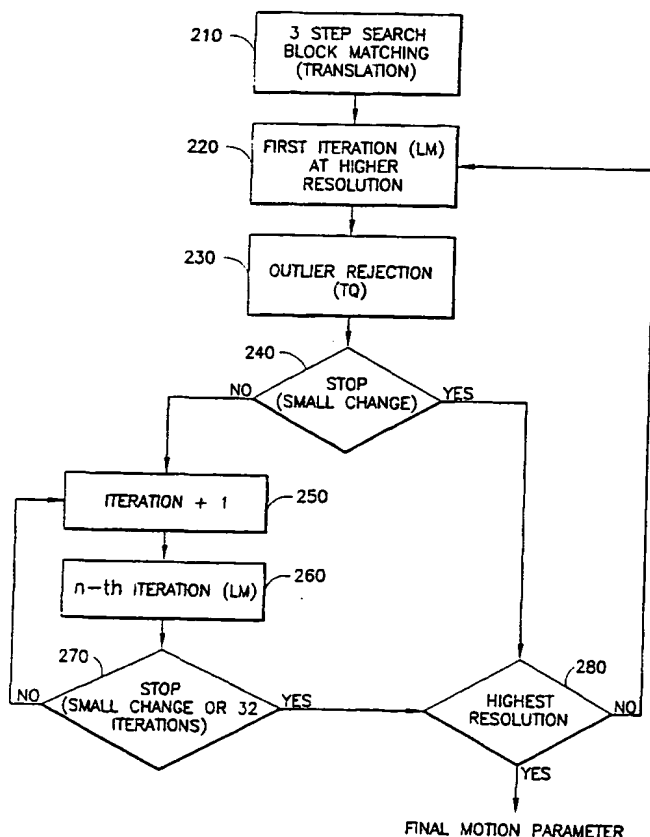 210
3 STEP SEARCH
BLOCK MATCHING
(TRANSLATION)
220
FIRST ITERATION (LM)
AT HIGHER
RESOLUTION
230
OUTLIER REJECTION
(TQ)
240
NO
STOP
(SMALL CHANGE)
YES
ITERATION + 1
250
n-th ITERATION (LM)
260
270
NO
STOP
(SMALL CHANGE OR 32
ITERATIONS)
YES
280
HIGHEST
RESOLUTION
NO
YES
FINAL MOTION PARAMETER